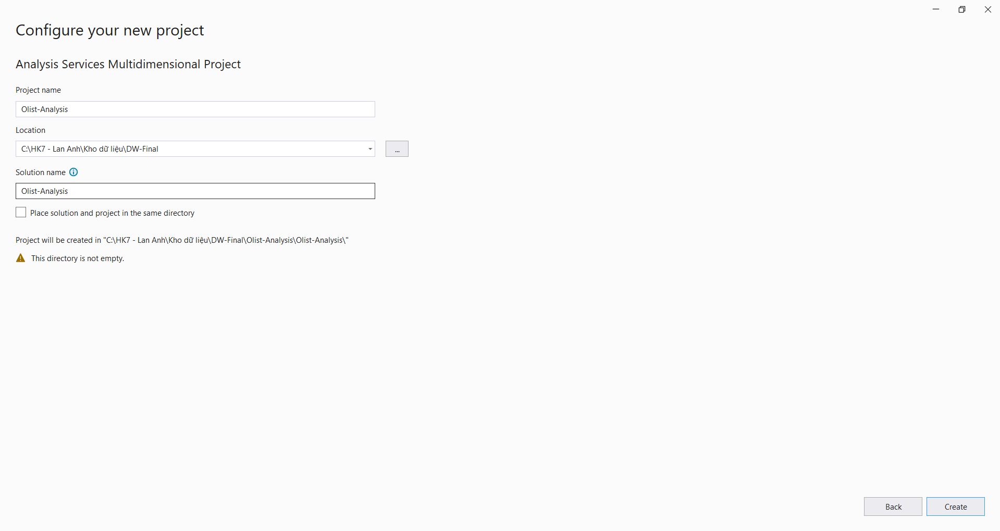 Configure your new project
Analysis Services Multidimensional Project
Project name
Olist-Analysis
Location
C:\HK7 - Lan Anh\Kho dữ liệu\DW-Final
...
Solution name
Olist-Analysis
Place solution and project in the same directory
Project will be created in "C:\HK7 - Lan Anh\Kho dữ liệu\DW-Final\Olist-Analysis\Olist-Analysis\"
This directory is not empty.
Back
Create